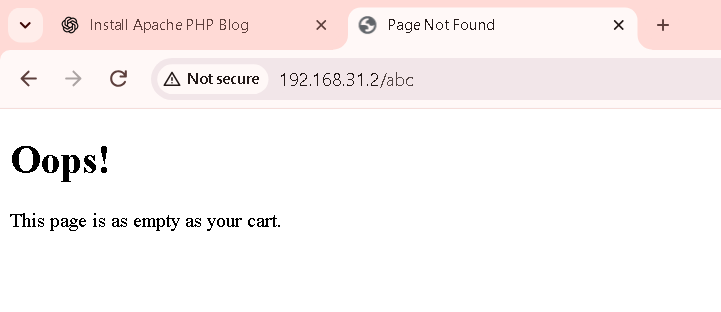 Install Apache PHP Blog
Page Not Found
Not secure
192.168.31.2/abc
Oops!
This page is as empty as your cart.